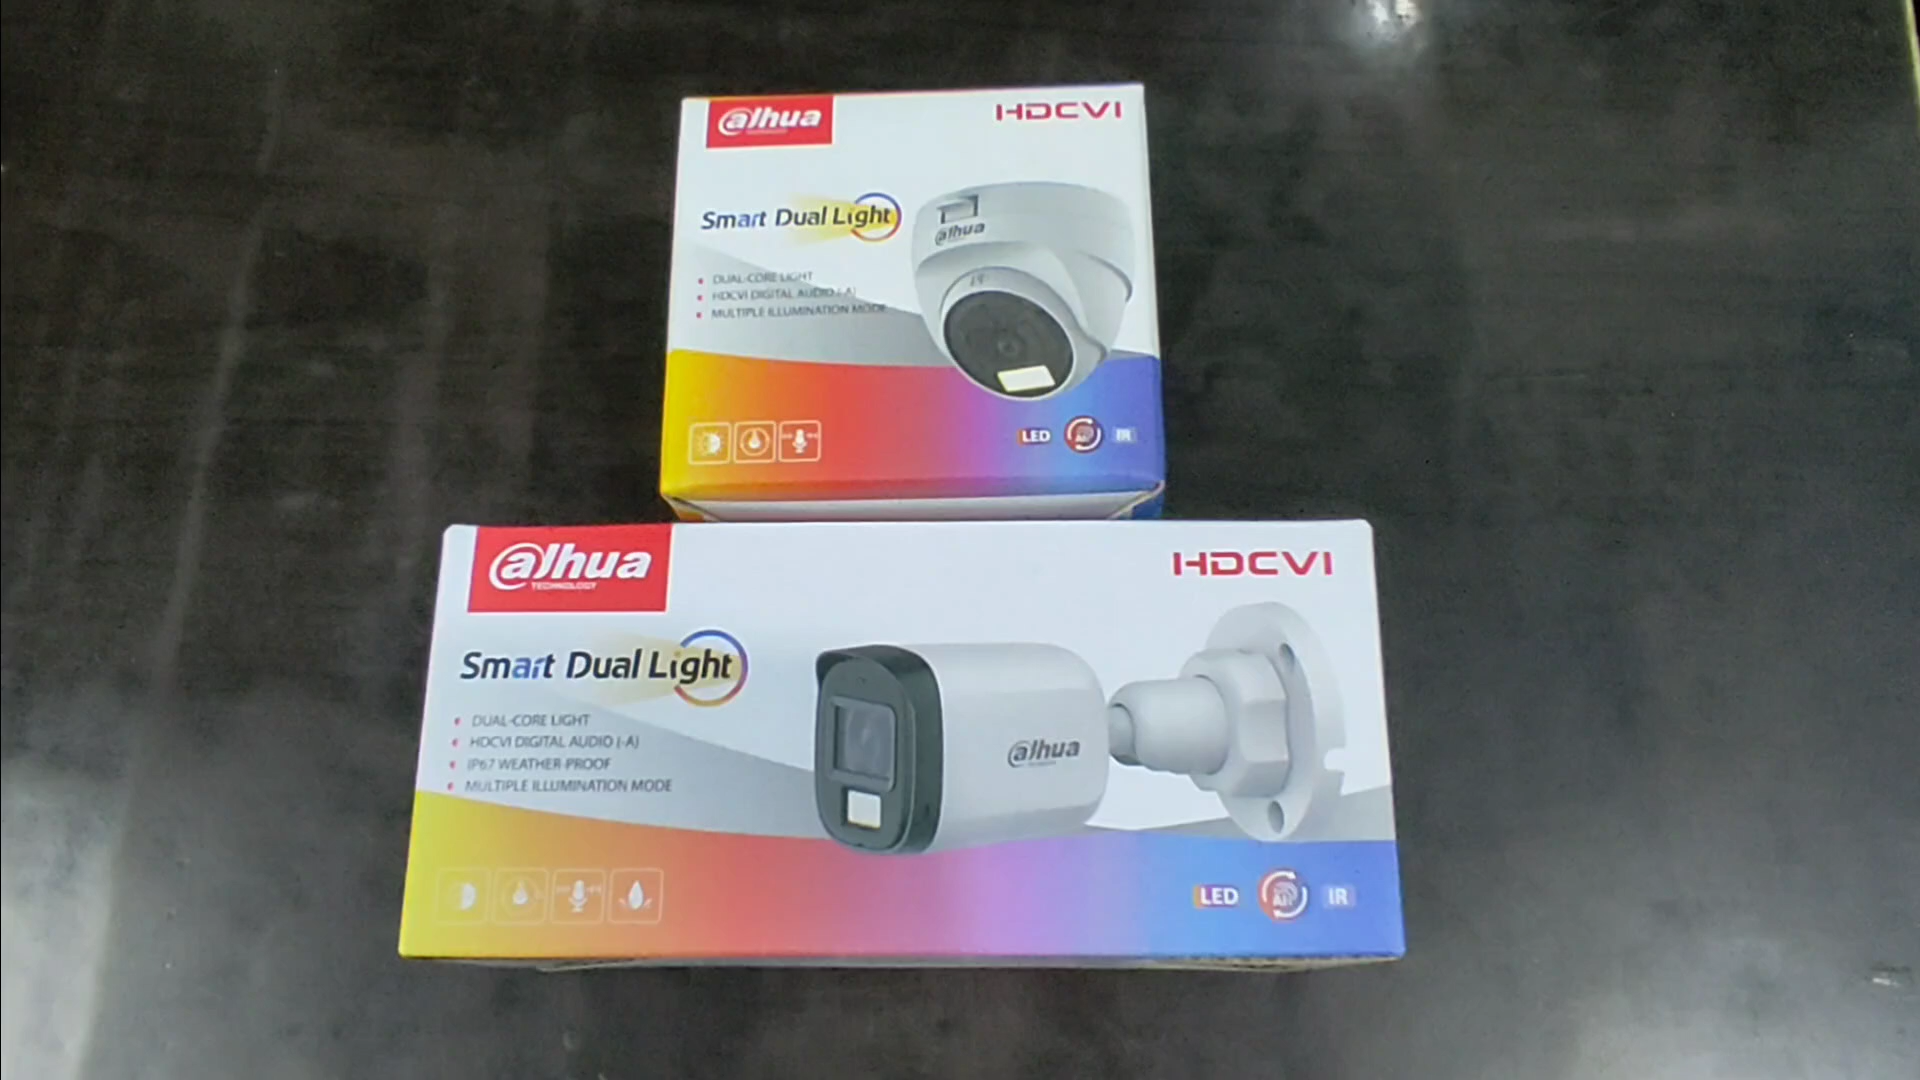 alhua
HDCVI
Smart Dual Light
alhua
DUAL-CORE LIGHT
HDCVI DIGITAL AUDIO (-A)
MULTIPLE ILLUMINATION MODE
LED
IR
alhua
TECHNOLOGY
HDCVI
Smart Dual Light
DUAL-CORE LIGHT
HDCVI DIGITAL AUDIO (-A)
IP67 WEATHER-PROOF
MULTIPLE ILLUMINATION MODE
alhua
LED
IR